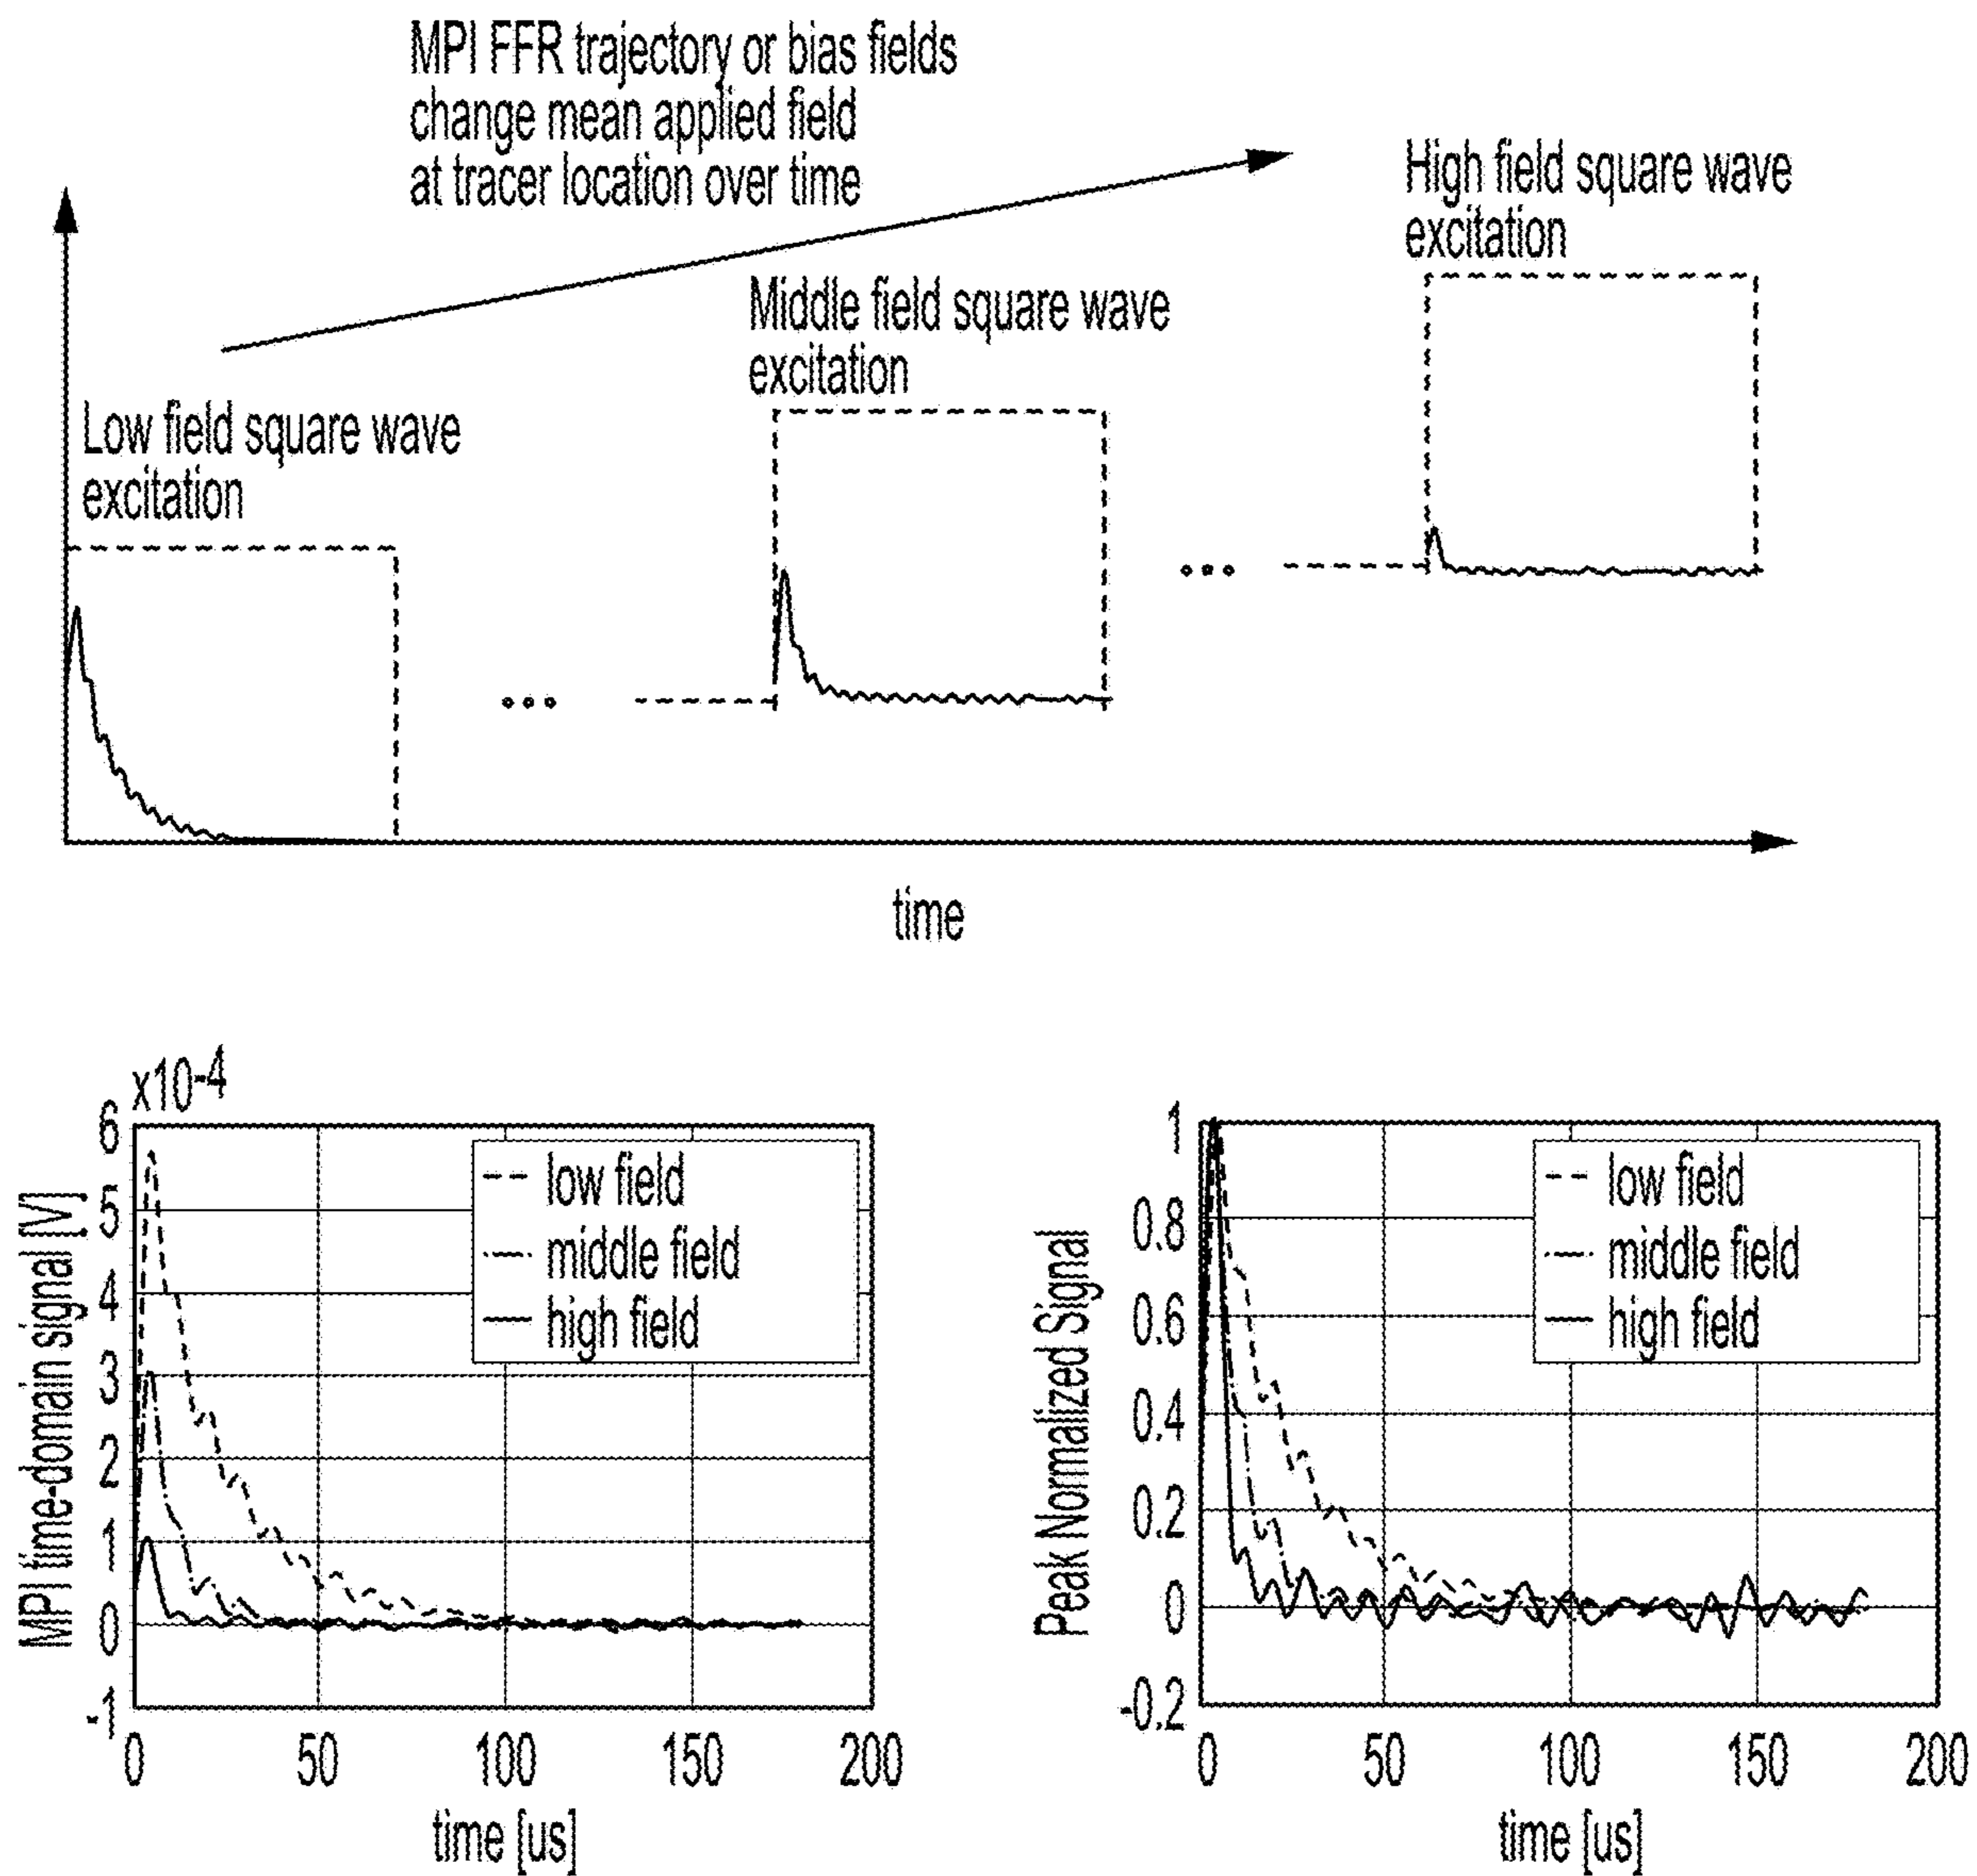 MPI FFR trajectory or bias fields
change mean applied field
at tracer location over time
High field square wave
excitation
Middle field square wave
excitation
Low field square wave
excitation
time
x10-4
6
5
4
3
2
1
0
-1
MPI time-domain signal [V]
low field
middle field
high field
0
50
100
150
200
time [us]
1
0.8
0.6
0.4
0.2
0
-0.2
Peak Normalized Signal
low field
middle field
high field
0
50
100
150
200
time [us]